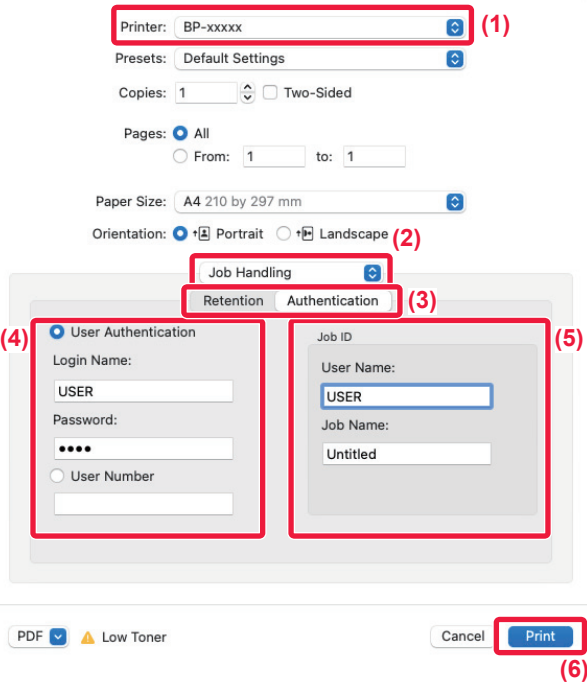 Printer: BP-xxxxx (1)
Presets: Default Settings
Copies: 1 Two-Sided
Pages: All
From: 1 to: 1
Paper Size: A4 210 by 297 mm
Orientation: Portrait Landscape (2)
Job Handling
Retention Authentication (3)
(4) User Authentication
Login Name:
USER
Password:
••••
User Number
Job ID (5)
User Name:
USER
Job Name:
Untitled
PDF Low Toner Cancel Print
(6)